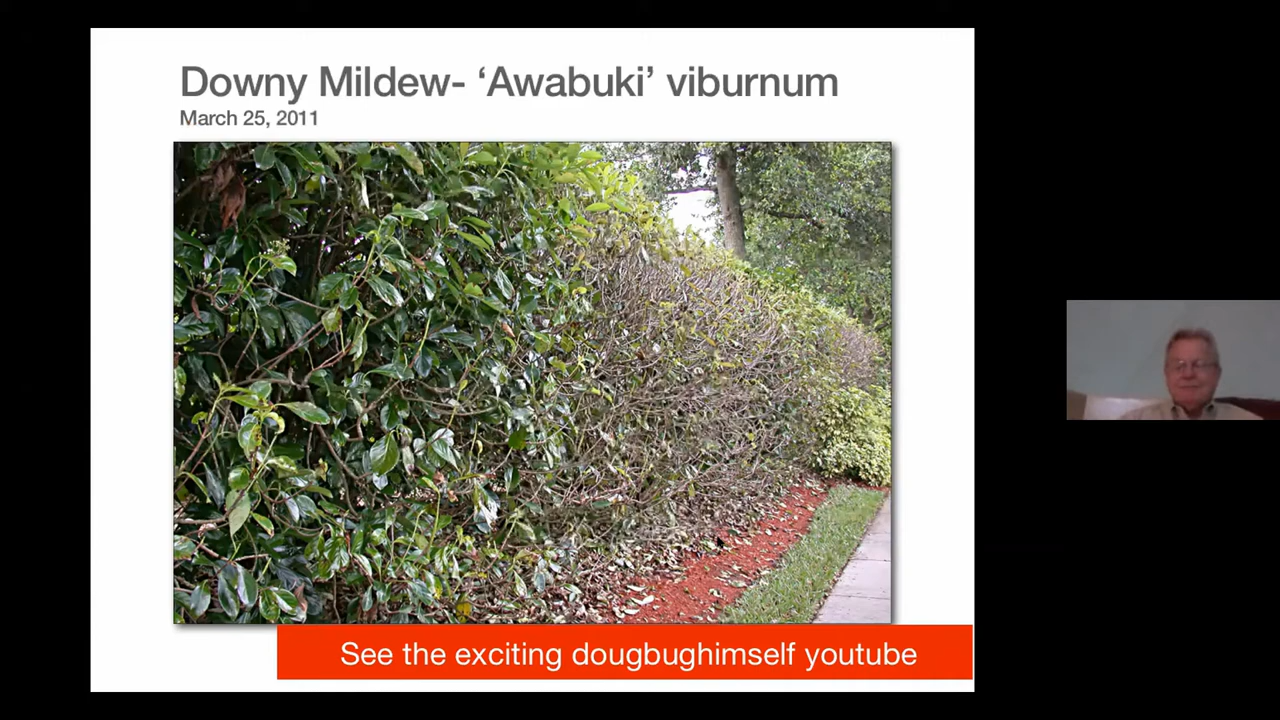 Downy Mildew- ‘Awabuki’ viburnum
March 25, 2011
See the exciting dougbughimself youtube